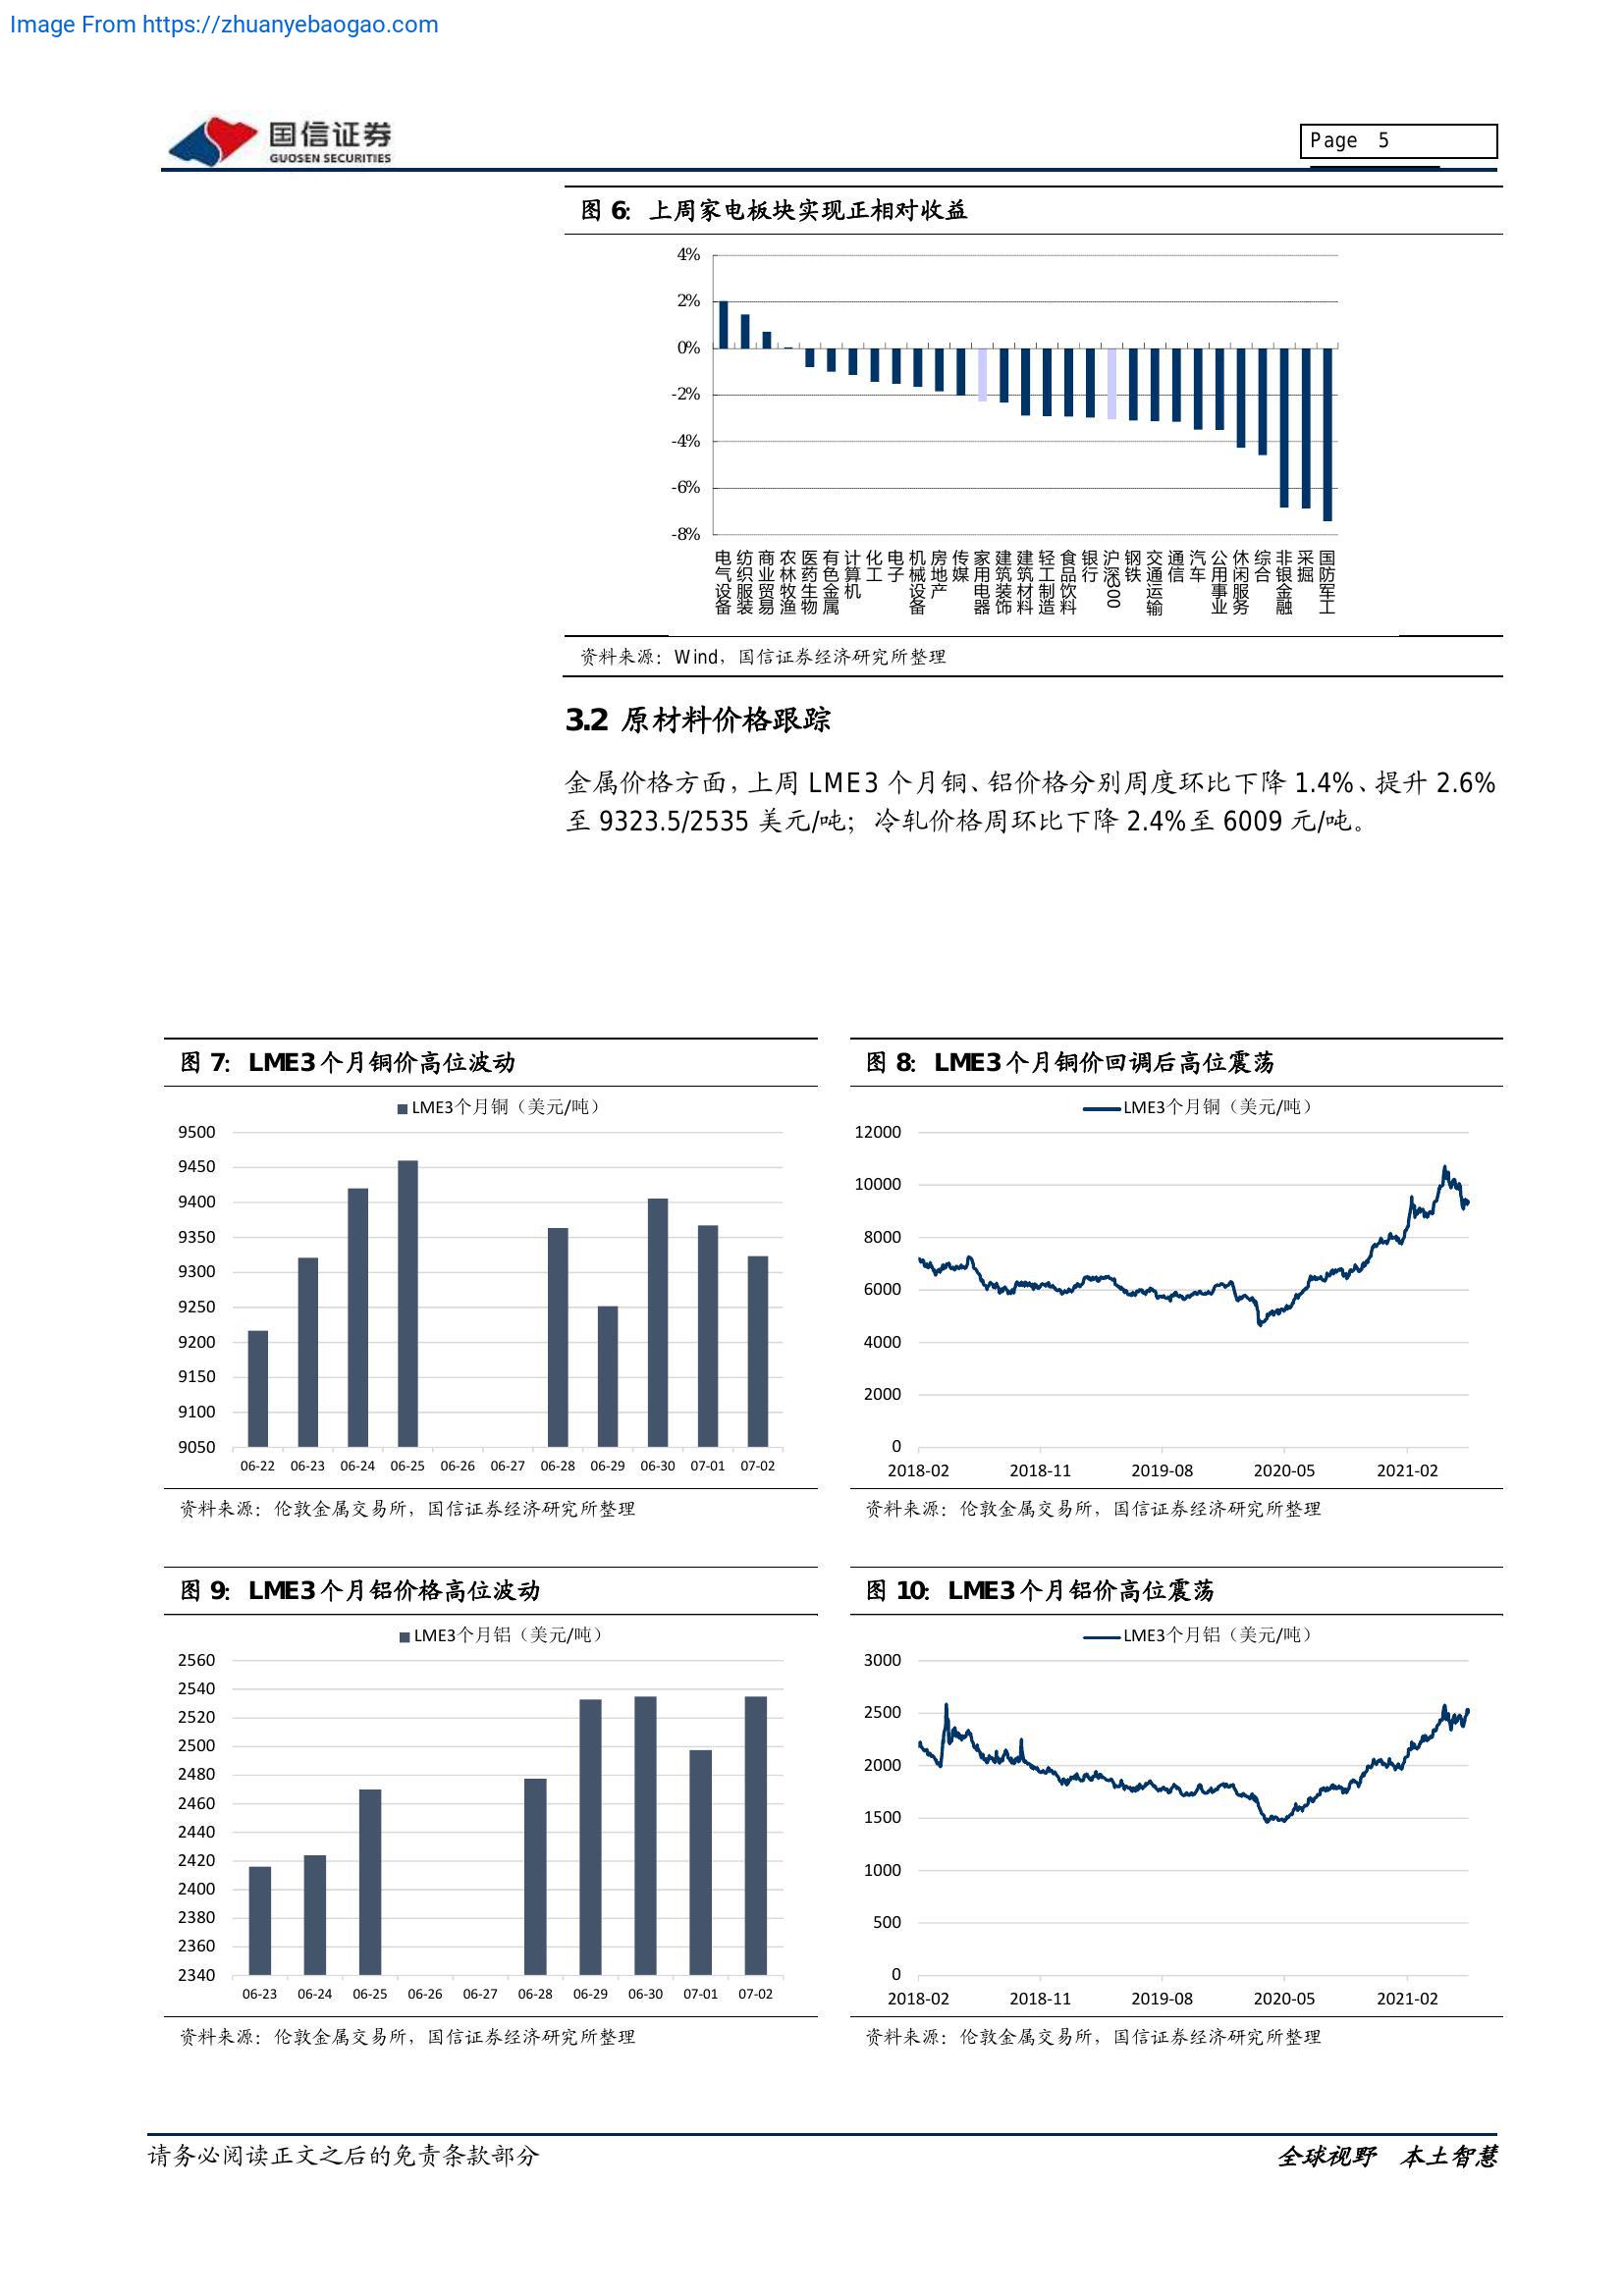 Image From https://zhuanyebaogao.com
国信证券
GUOSEN SECURITIES
Page 5
图 6: 上周家电板块实现正相对收益
4%
2%
0%
-2%
-4%
-6%
-8%
电气设备 纺织服装 商业贸易 农林牧渔 医药生物 有色金属 计算机 化工 电子 机械设备 房地产 传媒 家用电器 建筑装饰 建筑材料 轻工制造 食品饮料 银行 沪深300 钢铁 交通运输 通信 汽车 公用事业 休闲服务 综合 非银金融 采掘 国防军工
资料来源: Wind, 国信证券经济研究所整理
3.2 原材料价格跟踪
金属价格方面,上周 LME3 个月铜、铝价格分别周度环比下降 1.4%、提升 2.6%
至 9323.5/2535 美元/吨; 冷轧价格周环比下降 2.4%至 6009 元/吨。
图 7: LME3 个月铜价高位波动
LME3个月铜（美元/吨）
9500
9450
9400
9350
9300
9250
9200
9150
9100
9050
06-22 06-23 06-24 06-25 06-26 06-27 06-28 06-29 06-30 07-01 07-02
资料来源: 伦敦金属交易所, 国信证券经济研究所整理
图 8: LME3 个月铜价回调后高位震荡
LME3个月铜（美元/吨）
12000
10000
8000
6000
4000
2000
0
2018-02 2018-11 2019-08 2020-05 2021-02
资料来源: 伦敦金属交易所, 国信证券经济研究所整理
图 9: LME3 个月铝价格高位波动
LME3个月铝（美元/吨）
2560
2540
2520
2500
2480
2460
2440
2420
2400
2380
2360
2340
06-23 06-24 06-25 06-26 06-27 06-28 06-29 06-30 07-01 07-02
资料来源: 伦敦金属交易所, 国信证券经济研究所整理
图 10: LME3 个月铝价高位震荡
LME3个月铝（美元/吨）
3000
2500
2000
1500
1000
500
0
2018-02 2018-11 2019-08 2020-05 2021-02
资料来源: 伦敦金属交易所, 国信证券经济研究所整理
请务必阅读正文之后的免责条款部分
全球视野 本土智慧